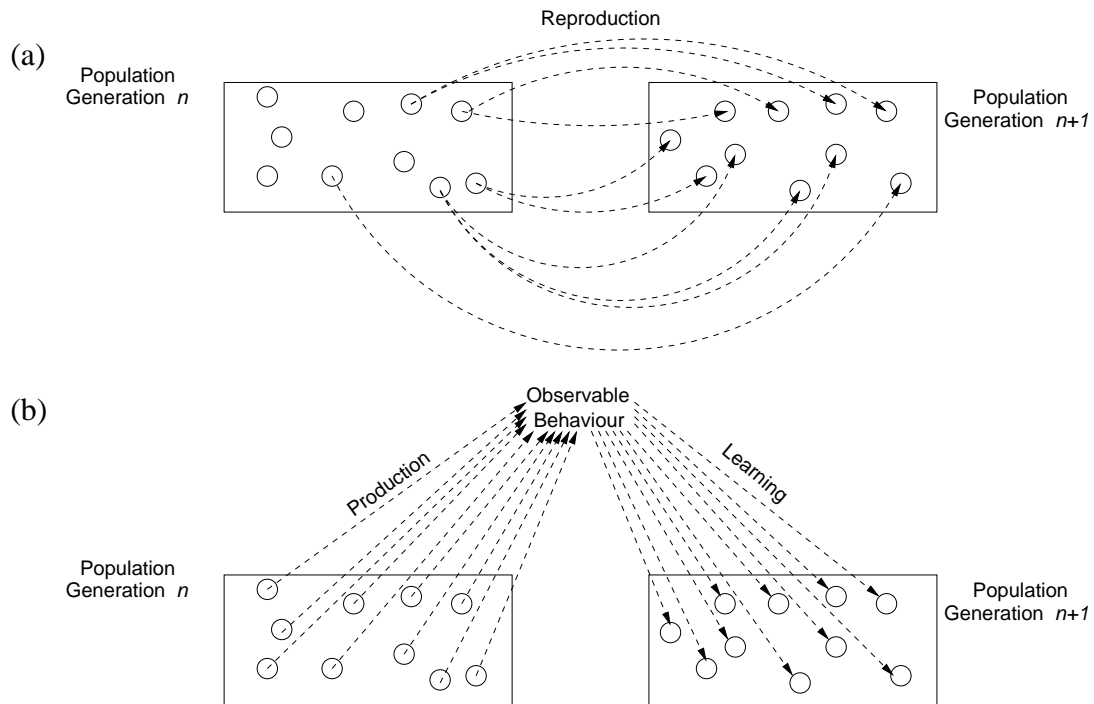 Reproduction
(a)
Population
Generation n
Population
Generation n+1
(b)
Observable
Behaviour
Production
Learning
Population
Generation n
Population
Generation n+1